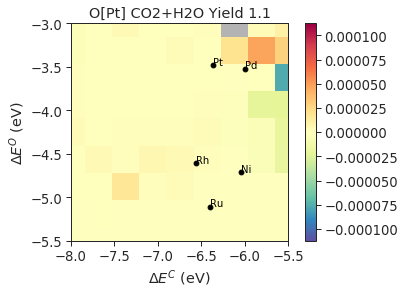 O[Pt] CO2+H2O Yield 1.1
ΔE^O (eV)
−3.0
−3.5
−4.0
−4.5
−5.0
−5.5
Pt
Pd
Rh
Ni
Ru
−8.0 −7.5 −7.0 −6.5 −6.0 −5.5
ΔE^C (eV)
0.000100
0.000075
0.000050
0.000025
0.000000
−0.000025
−0.000050
−0.000075
−0.000100